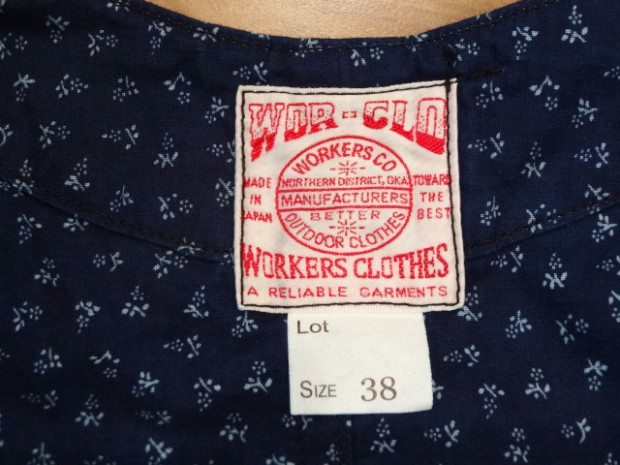 WOR-CLO
WORKERS CO
MADE IN JAPAN
NORTHERN DISTRICT, OKA.
TOWARD THE BEST
MANUFACTURERS
BETTER
OUTDOOR CLOTHES
WORKERS CLOTHES
A RELIABLE GARMENTS
Lot
SIZE 38